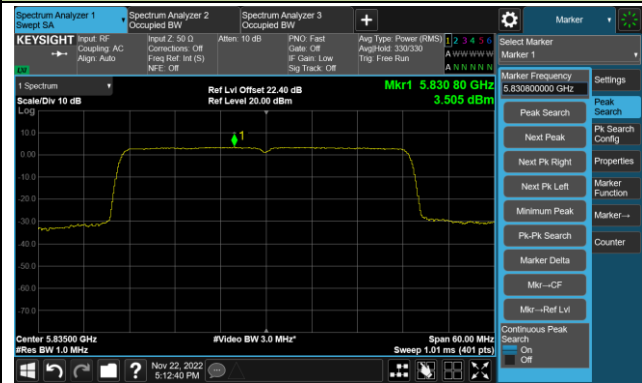 Spectrum Analyzer 1
Swept SA
Spectrum Analyzer 2
Occupied BW
Spectrum Analyzer 3
Occupied BW
+
Marker
KEYSIGHT
Input: RF
Coupling: AC
Align: Auto
Input Z: 50 Ω
Corrections: Off
Freq Ref: Int (S)
NFE: Off
Atten: 10 dB
PNO: Fast
Gate: Off
IF Gain: Low
Sig Track: Off
Avg Type: Power (RMS)
Avg|Hold: 330/330
Trig: Free Run
1 2 3 4 5 6
A W W W W W
A N N N N N
Select Marker
Marker 1
1 Spectrum
Scale/Div 10 dB
Log
Ref Lvl Offset 22.40 dB
Ref Level 20.00 dBm
Mkr1 5.830 80 GHz
3.505 dBm
10.0
0.00
-10.0
-20.0
-30.0
-40.0
-50.0
-60.0
-70.0
1
Center 5.83500 GHz
#Res BW 1.0 MHz
#Video BW 3.0 MHz*
Span 60.00 MHz
Sweep 1.01 ms (401 pts)
Marker Frequency
5.830800000 GHz
Peak Search
Next Peak
Next Pk Right
Next Pk Left
Minimum Peak
Pk-Pk Search
Marker Delta
Mkr→CF
Mkr→Ref Lvl
Continuous Peak
Search
On
Off
Settings
Peak
Search
Pk Search
Config
Properties
Marker
Function
Marker→
Counter
?
Nov 22, 2022
5:12:40 PM